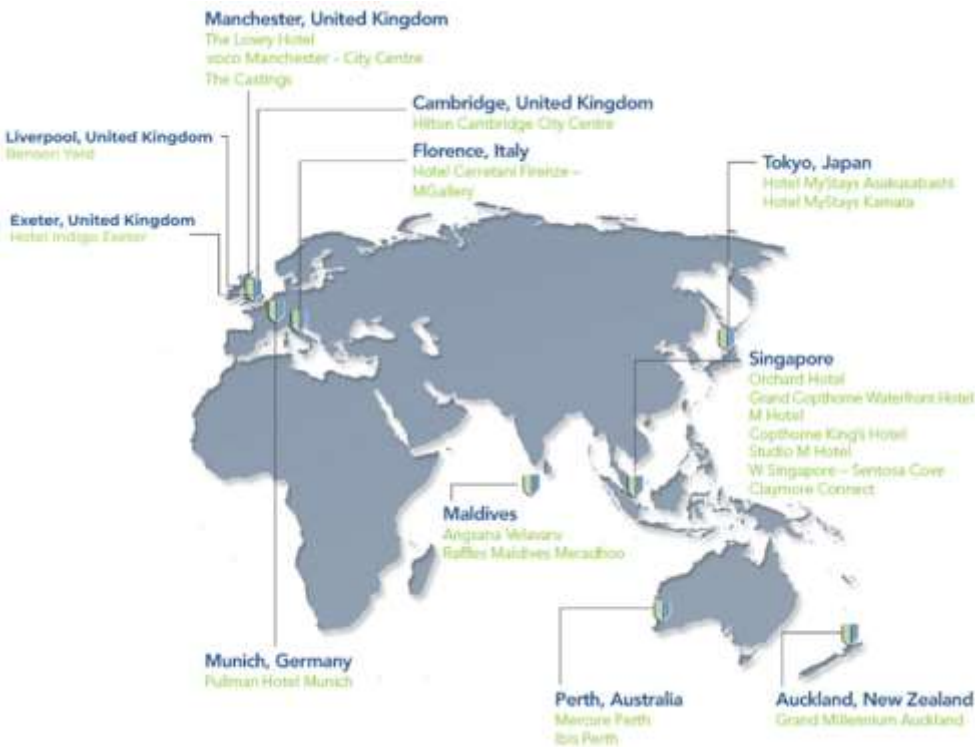 Manchester, United Kingdom
The Lowry Hotel
voco Manchester - City Centre
The Castings
Cambridge, United Kingdom
Hilton Cambridge City Centre
Liverpool, United Kingdom
Benson Yard
Florence, Italy
Hotel Cerretani Firenze -
MGallery
Tokyo, Japan
Hotel MyStays Asakusabashi
Hotel MyStays Kamata
Exeter, United Kingdom
Hotel Indigo Exeter
Singapore
Orchard Hotel
Grand Copthorne Waterfront Hotel
M Hotel
Copthorne King's Hotel
Studio M Hotel
W Singapore – Sentosa Cove
Claymore Connect
Maldives
Angsana Velavaru
Raffles Maldives Meradhoo
Munich, Germany
Pullman Hotel Munich
Perth, Australia
Mercure Perth
Ibis Perth
Auckland, New Zealand
Grand Millennium Auckland